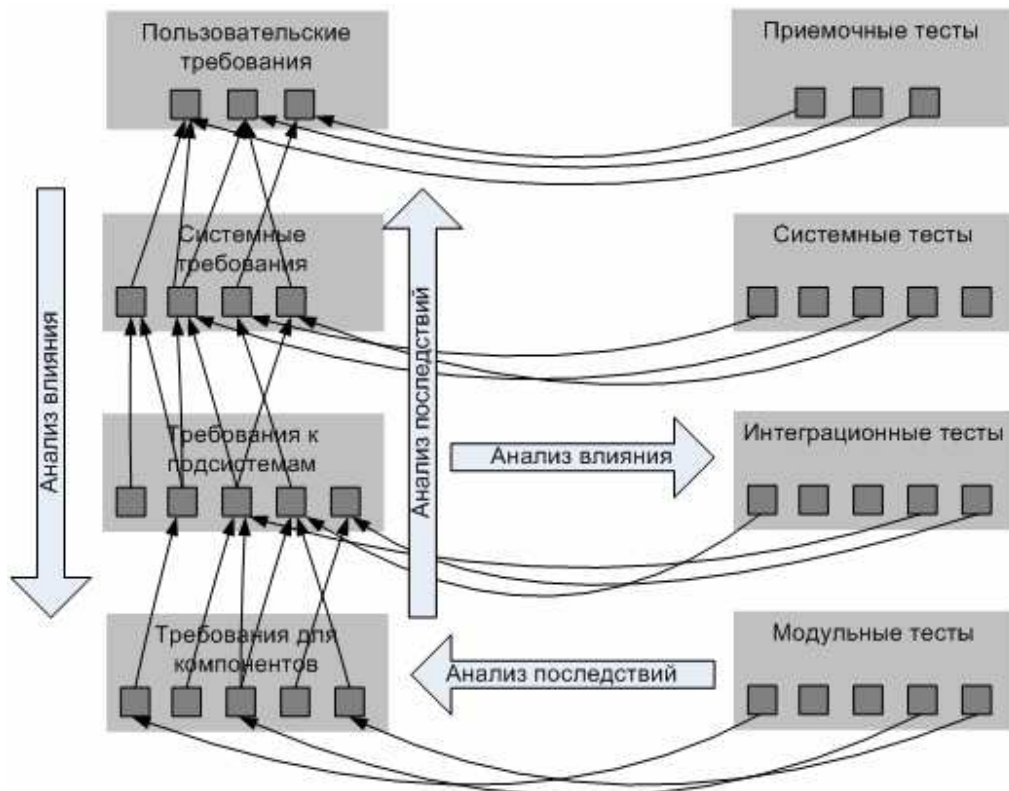 Пользовательские
требования
Приемочные тесты
Системные
требования
Системные тесты
Анализ влияния
Анализ последствий
Требования к
подсистемам
Анализ влияния
Интеграционные тесты
Требования для
компонентов
Анализ последствий
Модульные тесты